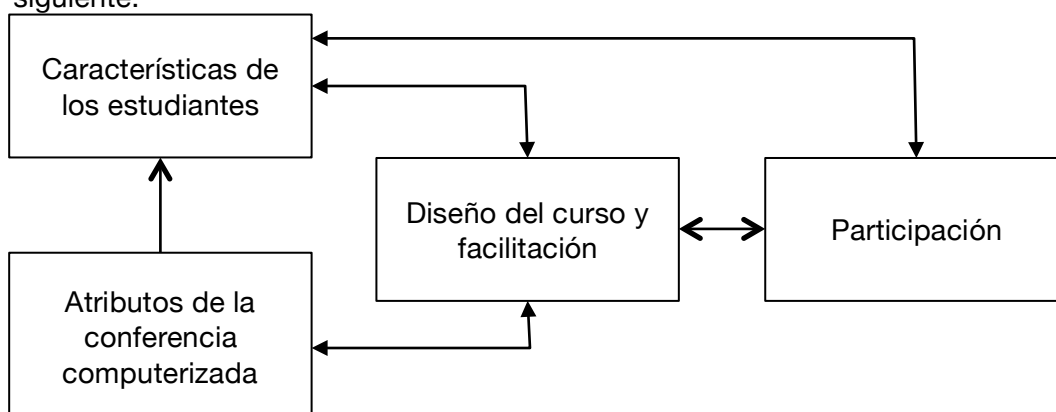 siguiente:
Características de
los estudiantes
Diseño del curso y
facilitación
Participación
Atributos de la
conferencia
computerizada